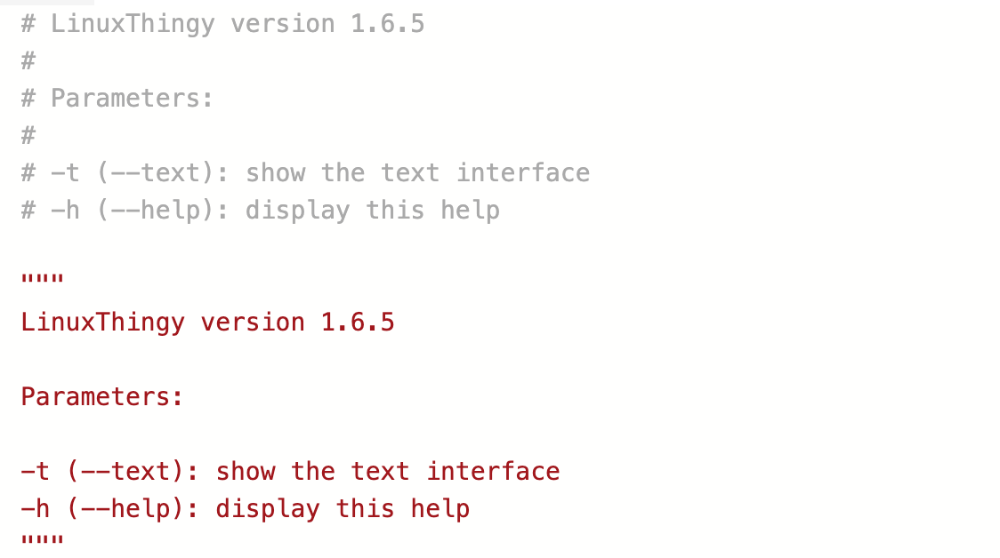 # LinuxThingy version 1.6.5
#
# Parameters:
#
# -t (--text): show the text interface
# -h (--help): display this help
"""
LinuxThingy version 1.6.5
Parameters:
-t (--text): show the text interface
-h (--help): display this help
"""